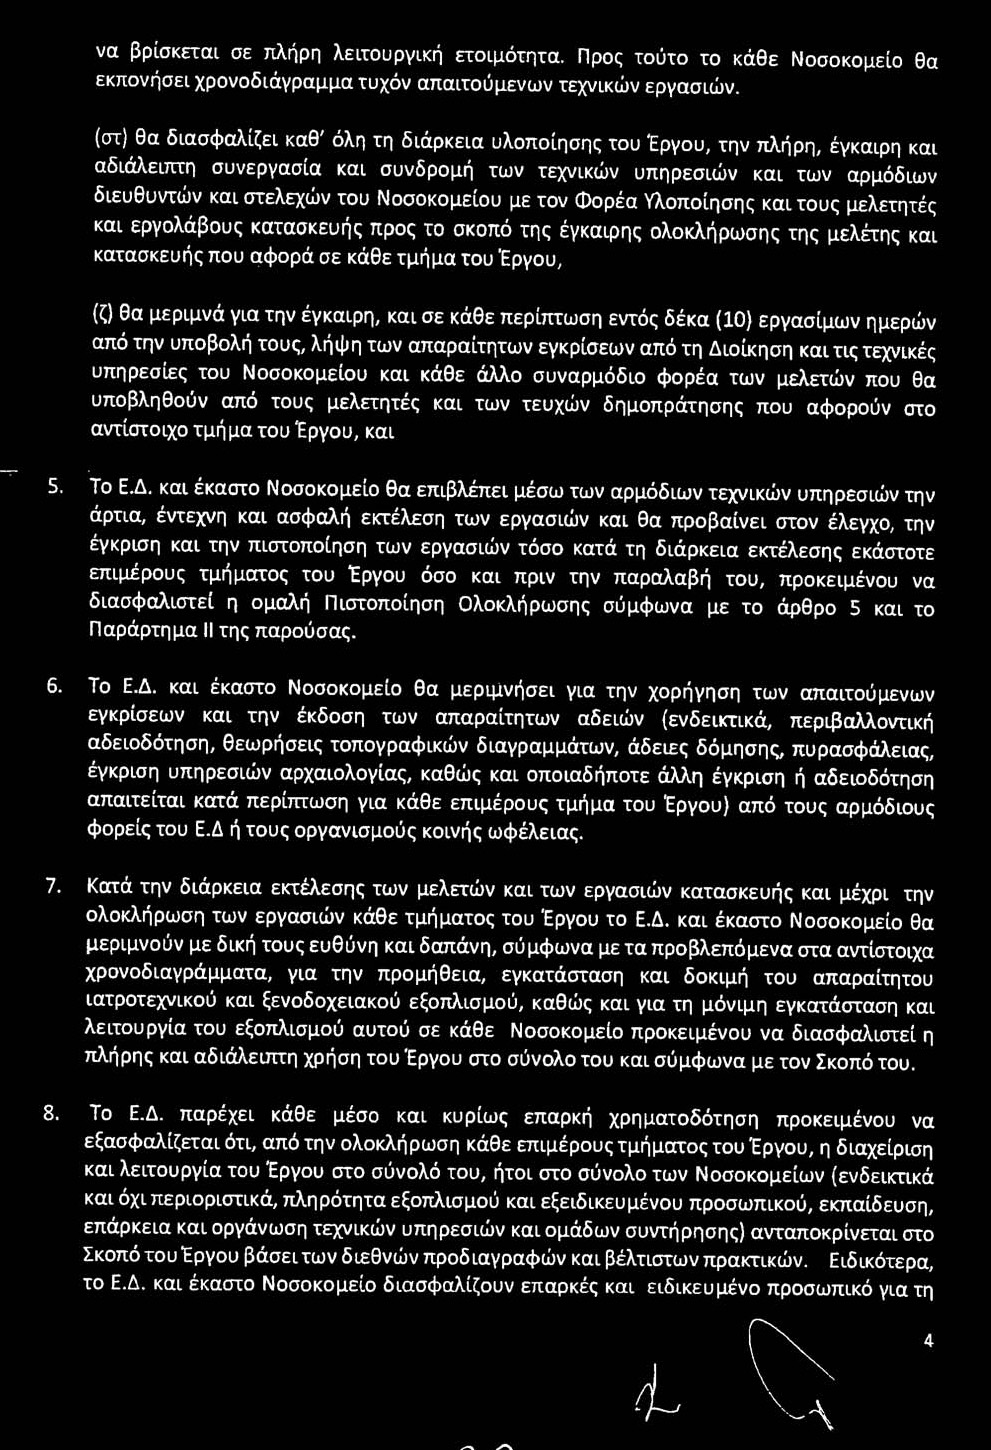 να βρίσκεται σε πλήρη λειτουργική ετοιμότητα. Προς τούτο το κάθε Νοσοκομείο θα
εκπονήσει χρονοδιάγραμμα τυχόν απαιτούμενων τεχνικών εργασιών.
(στ) θα διασφαλίζει καθ' όλη τη διάρκεια υλοποίησης του Έργου, την πλήρη, έγκαιρη και
αδιάλειπτη συνεργασία και συνδρομή των τεχνικών υπηρεσιών και των αρμόδιων
διευθυντών και στελεχών του Νοσοκομείου με τον Φορέα Υλοποίησης και τους μελετητές
και εργολάβους κατασκευής προς το σκοπό της έγκαιρης ολοκλήρωσης της μελέτης και
κατασκευής που αφορά σε κάθε τμήμα του Έργου,
(ζ) θα μεριμνά για την έγκαιρη, και σε κάθε περίπτωση εντός δέκα (10) εργασίμων ημερών
από την υποβολή τους, λήψη των απαραίτητων εγκρίσεων από τη Διοίκηση και τις τεχνικές
υπηρεσίες του Νοσοκομείου και κάθε άλλο συναρμόδιο φορέα των μελετών που θα
υποβληθούν από τους μελετητές και των τευχών δημοπράτησης που αφορούν στο
αντίστοιχο τμήμα του Έργου, και
5. Το Ε.Δ. και έκαστο Νοσοκομείο θα επιβλέπει μέσω των αρμόδιων τεχνικών υπηρεσιών την
άρτια, έντεχνη και ασφαλή εκτέλεση των εργασιών και θα προβαίνει στον έλεγχο, την
έγκριση και την πιστοποίηση των εργασιών τόσο κατά τη διάρκεια εκτέλεσης εκάστοτε
επιμέρους τμήματος του Έργου όσο και πριν την παραλαβή του, προκειμένου να
διασφαλιστεί η ομαλή Πιστοποίηση Ολοκλήρωσης σύμφωνα με το άρθρο 5 και το
Παράρτημα ΙΙ της παρούσας.
6. Το Ε.Δ. και έκαστο Νοσοκομείο θα μεριμνήσει για την χορήγηση των απαιτούμενων
εγκρίσεων και την έκδοση των απαραίτητων αδειών (ενδεικτικά, περιβαλλοντική
αδειοδότηση, θεωρήσεις τοπογραφικών διαγραμμάτων, άδειες δόμησης, πυρασφάλειας,
έγκριση υπηρεσιών αρχαιολογίας, καθώς και οποιαδήποτε άλλη έγκριση ή αδειοδότηση
απαιτείται κατά περίπτωση για κάθε επιμέρους τμήμα του Έργου) από τους αρμόδιους
φορείς του Ε.Δ ή τους οργανισμούς κοινής ωφέλειας.
7. Κατά την διάρκεια εκτέλεσης των μελετών και των εργασιών κατασκευής και μέχρι την
ολοκλήρωση των εργασιών κάθε τμήματος του Έργου το Ε.Δ. και έκαστο Νοσοκομείο θα
μεριμνούν με δική τους ευθύνη και δαπάνη, σύμφωνα με τα προβλεπόμενα στα αντίστοιχα
χρονοδιαγράμματα, για την προμήθεια, εγκατάσταση και δοκιμή του απαραίτητου
ιατροτεχνικού και ξενοδοχειακού εξοπλισμού, καθώς και για τη μόνιμη εγκατάσταση και
λειτουργία του εξοπλισμού αυτού σε κάθε Νοσοκομείο προκειμένου να διασφαλιστεί η
πλήρης και αδιάλειπτη χρήση του Έργου στο σύνολο του και σύμφωνα με τον Σκοπό του.
8. Το Ε.Δ. παρέχει κάθε μέσο και κυρίως επαρκή χρηματοδότηση προκειμένου να
εξασφαλίζεται ότι, από την ολοκλήρωση κάθε επιμέρους τμήματος του Έργου, η διαχείριση
και λειτουργία του Έργου στο σύνολό του, ήτοι στο σύνολο των Νοσοκομείων (ενδεικτικά
και όχι περιοριστικά, πληρότητα εξοπλισμού και εξειδικευμένου προσωπικού, εκπαίδευση,
επάρκεια και οργάνωση τεχνικών υπηρεσιών και ομάδων συντήρησης) ανταποκρίνεται στο
Σκοπό του Έργου βάσει των διεθνών προδιαγραφών και βέλτιστων πρακτικών. Ειδικότερα,
το Ε.Δ. και έκαστο Νοσοκομείο διασφαλίζουν επαρκές και ειδικευμένο προσωπικό για τη
4